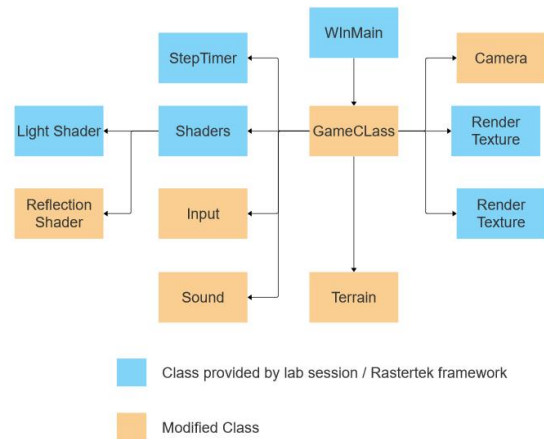 WInMain
StepTimer
Camera
Light Shader
Shaders
GameCLass
Render
Texture
Reflection
Shader
Input
Render
Texture
Sound
Terrain
Class provided by lab session / Rastertek framework
Modified Class